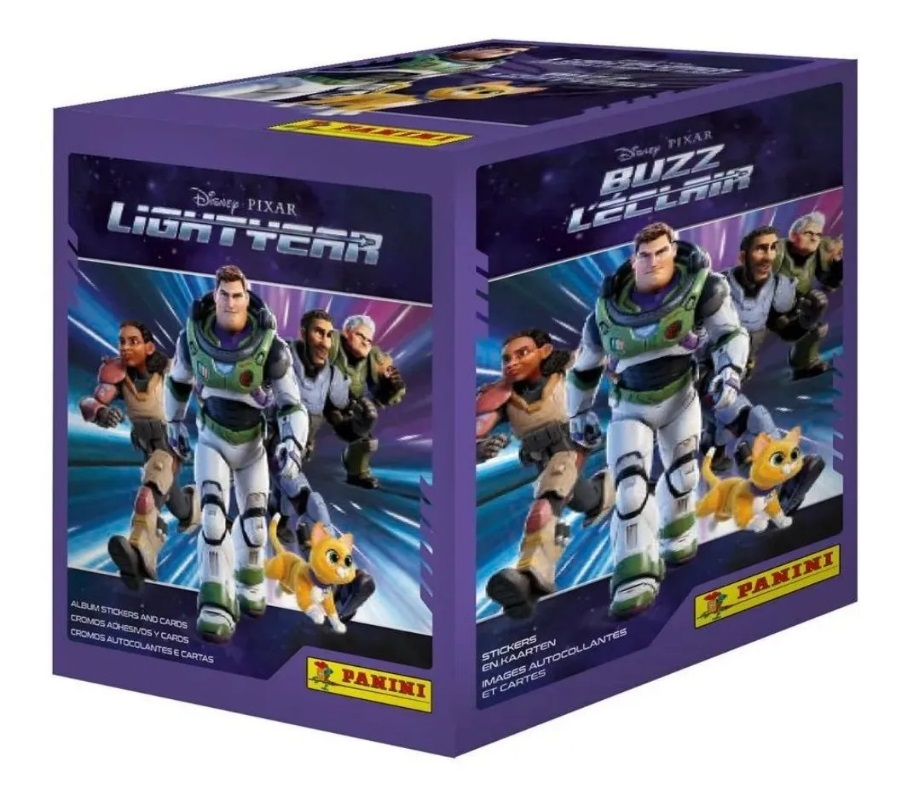 PANINI
Disney PIXAR
LIGHTYEAR
ALBUM STICKERS AND CARDS
CROMOS ADHESIVOS Y CARDS
CROMOS AUTOCOLANTES E CARTAS
PANINI
Disney PIXAR
BUZZ
L'ÉCLAIR
STICKERS
EN KAARTEN
IMAGES AUTOCOLLANTES
ET CARTES
PANINI